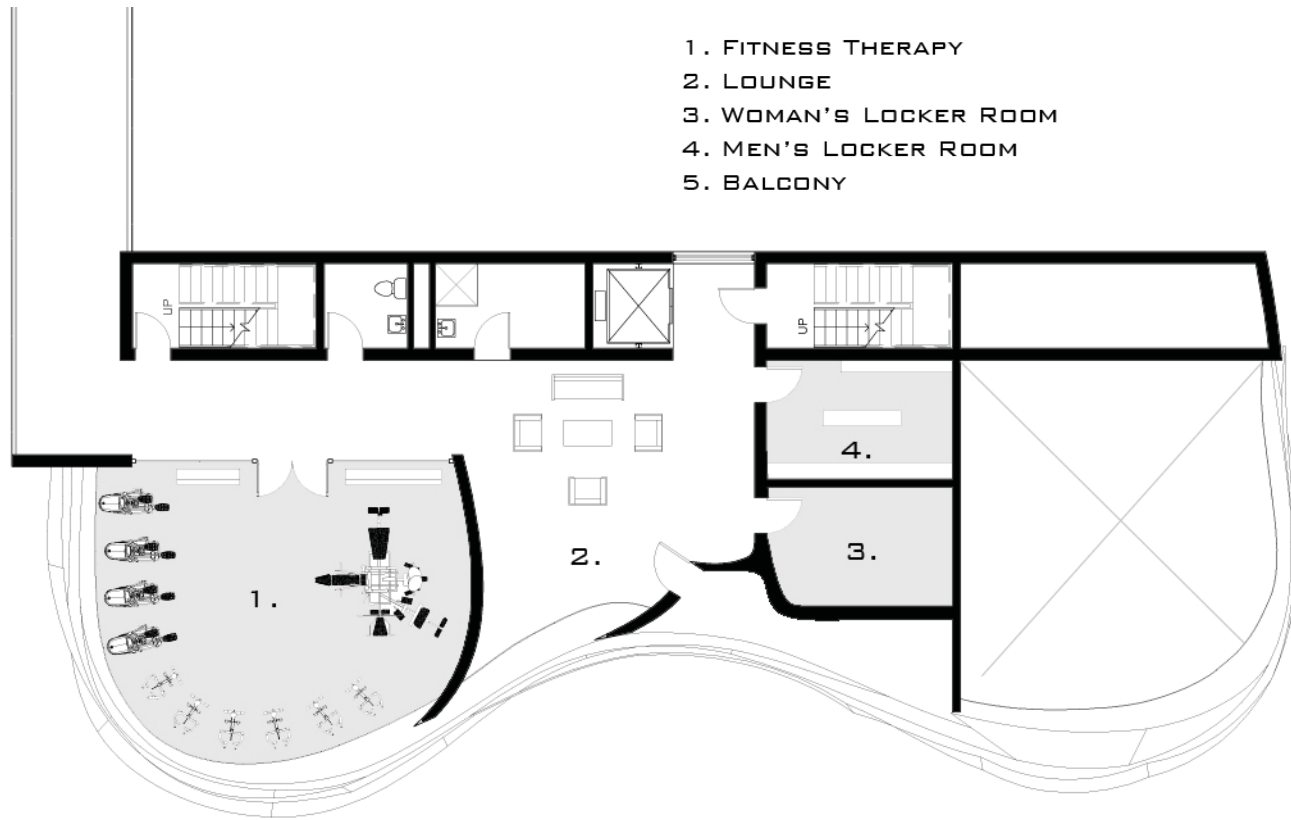 1. Fitness Therapy
2. Lounge
3. Woman's Locker Room
4. Men's Locker Room
5. Balcony
UP
UP
4.
3.
2.
1.